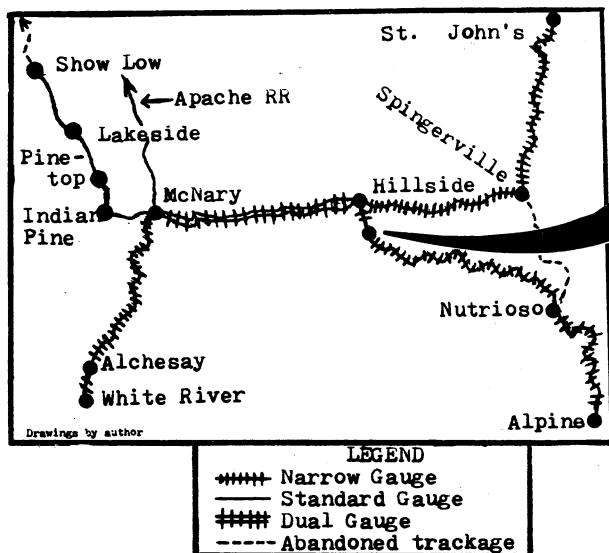 St. John's
Show Low
Apache RR
Lakeside
Spingerville
Pine-
top
McNary
Hillside
Indian
Pine
Nutrioso
Alchesay
White River
Alpine
Drawings by author
LEGEND
Narrow Gauge
Standard Gauge
Dual Gauge
Abandoned trackage